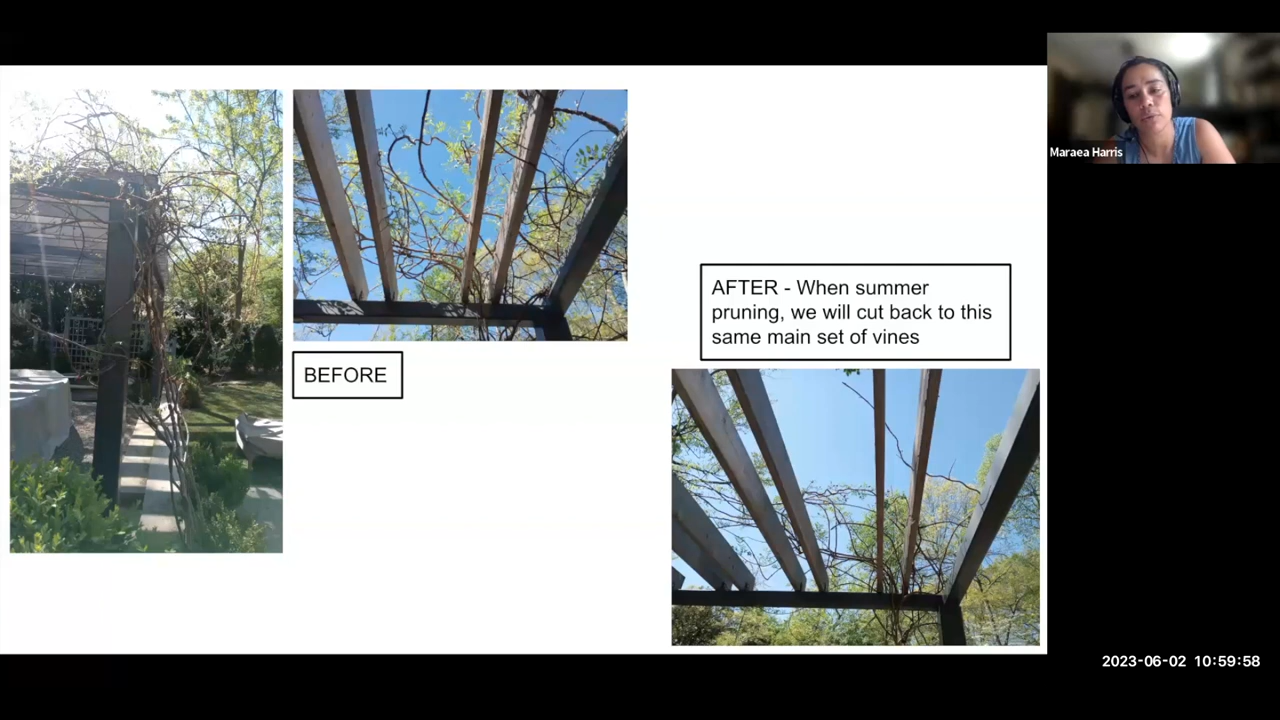 Maraea Harris
AFTER - When summer
pruning, we will cut back to this
same main set of vines
BEFORE
2023-06-02 10:59:58